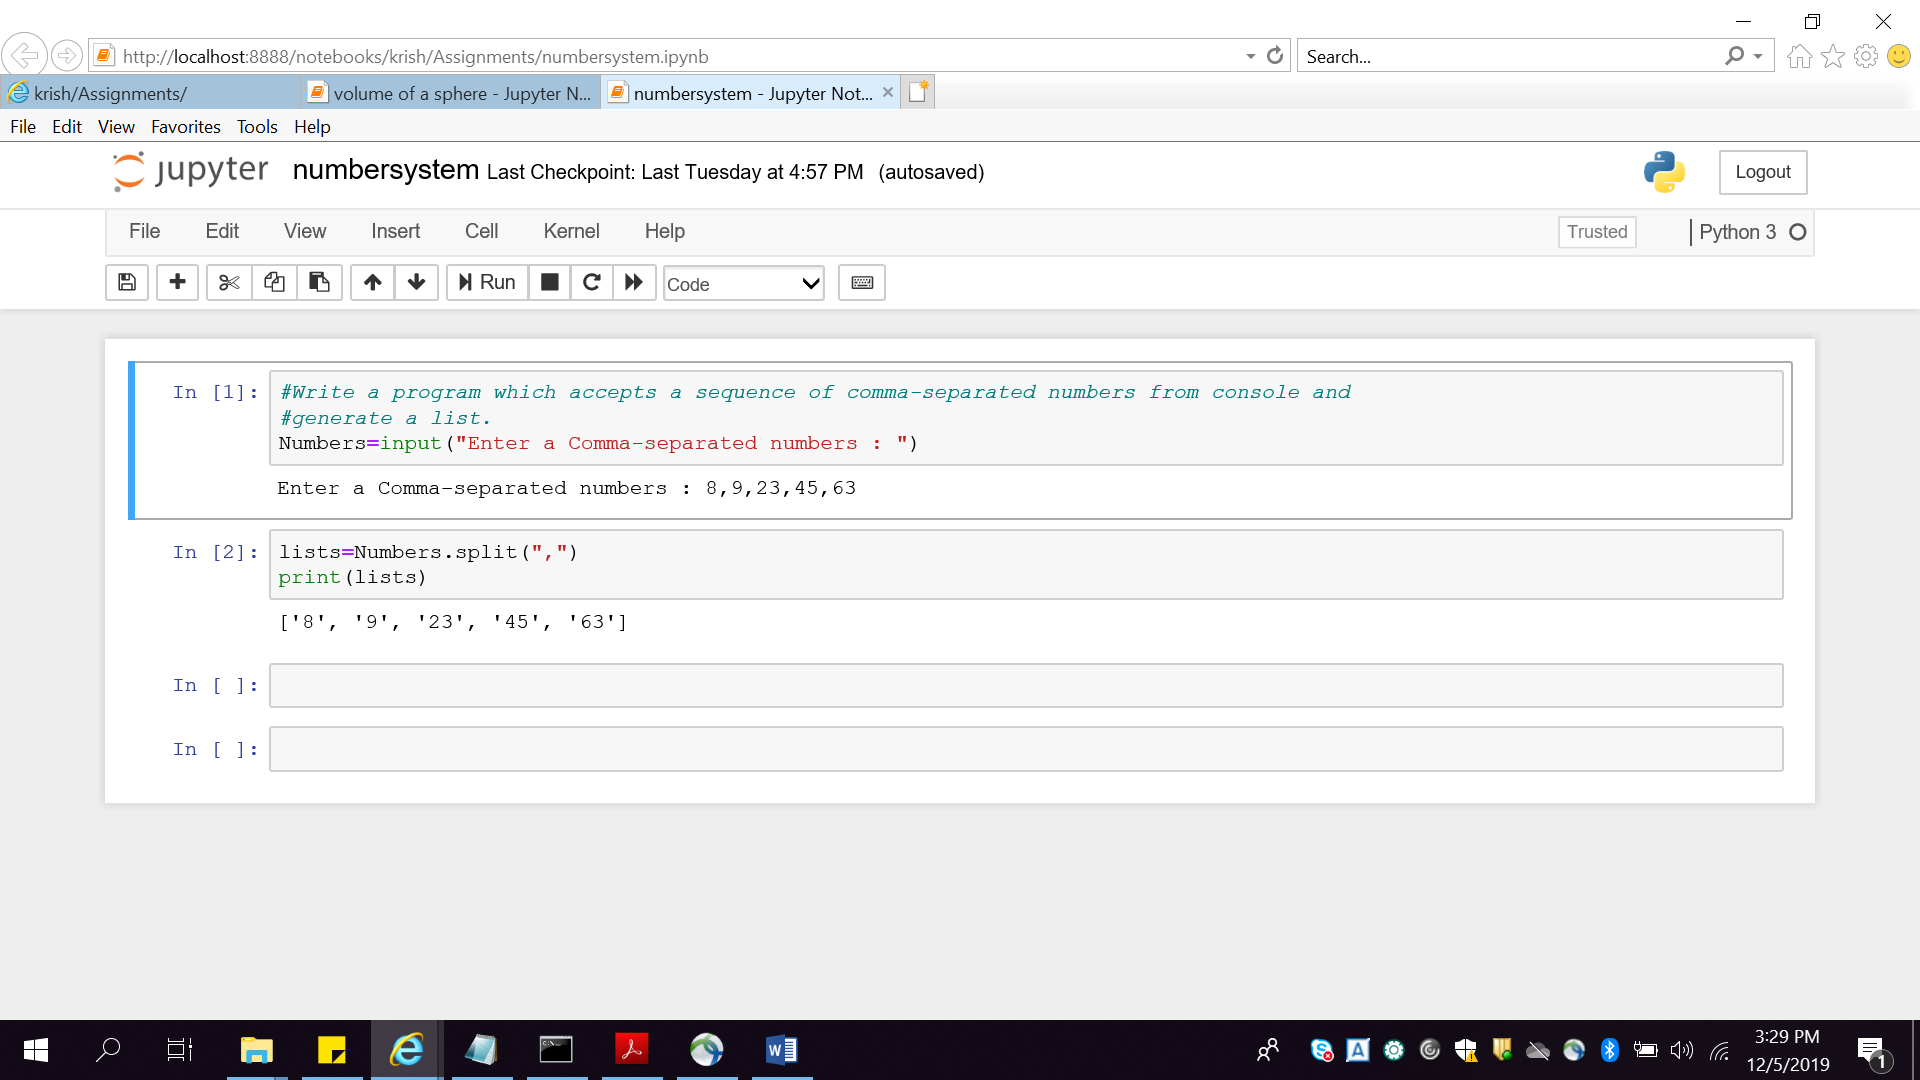 http://localhost:8888/notebooks/krish/Assignments/numbersystem.ipynb
Search...
krish/Assignments/
volume of a sphere - Jupyter N...
numbersystem - Jupyter Not...
File Edit View Favorites Tools Help
jupyter numbersystem Last Checkpoint: Last Tuesday at 4:57 PM (autosaved)
Logout
File Edit View Insert Cell Kernel Help
Trusted
Python 3
Run
Code
In [1]: #Write a program which accepts a sequence of comma-separated numbers from console and
#generate a list.
Numbers=input("Enter a Comma-separated numbers : ")
Enter a Comma-separated numbers : 8,9,23,45,63
In [2]: lists=Numbers.split(",")
print(lists)
['8', '9', '23', '45', '63']
In [ ]:
In [ ]:
3:29 PM
12/5/2019
1